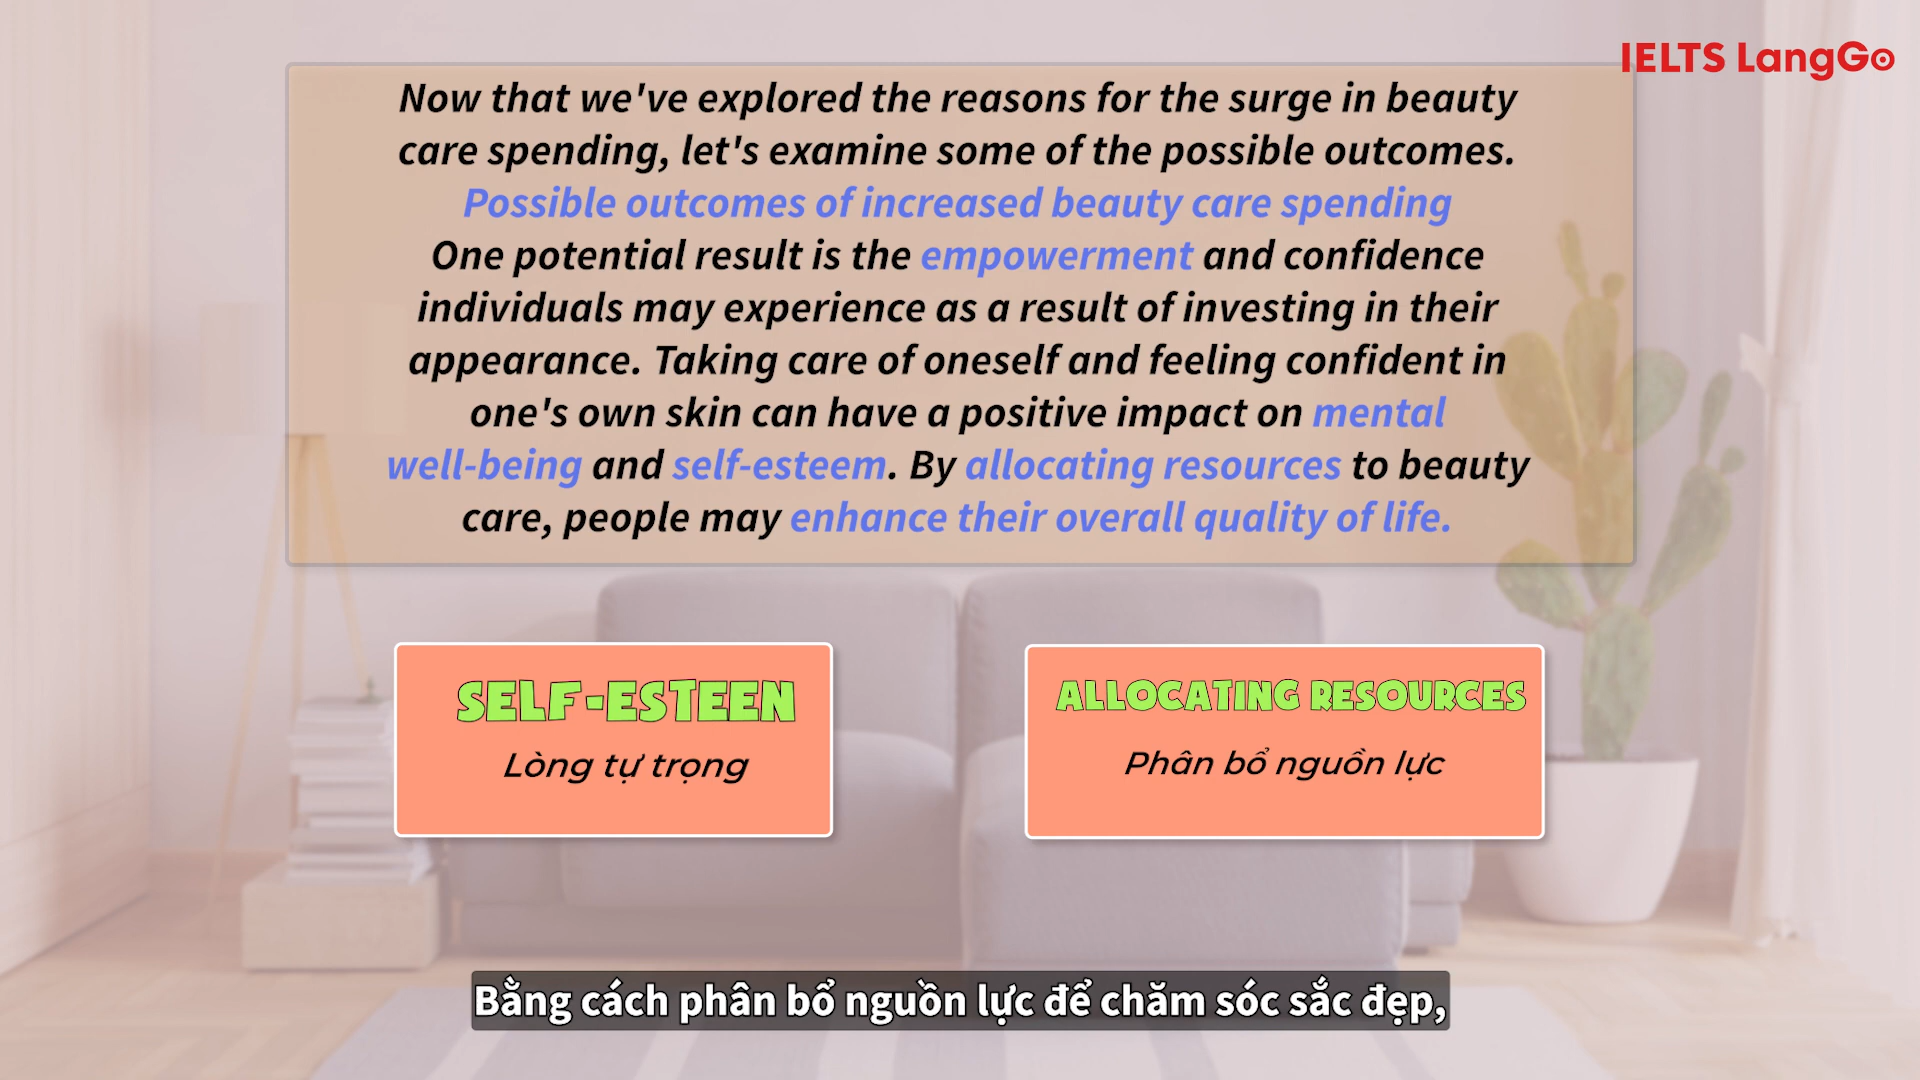 IELTS LangGo
Now that we've explored the reasons for the surge in beauty
care spending, let's examine some of the possible outcomes.
Possible outcomes of increased beauty care spending
One potential result is the empowerment and confidence
individuals may experience as a result of investing in their
appearance. Taking care of oneself and feeling confident in
one's own skin can have a positive impact on mental
well-being and self-esteem. By allocating resources to beauty
care, people may enhance their overall quality of life.
SELF-ESTEEN
Lòng tự trọng
ALLOCATING RESOURCES
Phân bổ nguồn lực
Bằng cách phân bổ nguồn lực để chăm sóc sắc đẹp,